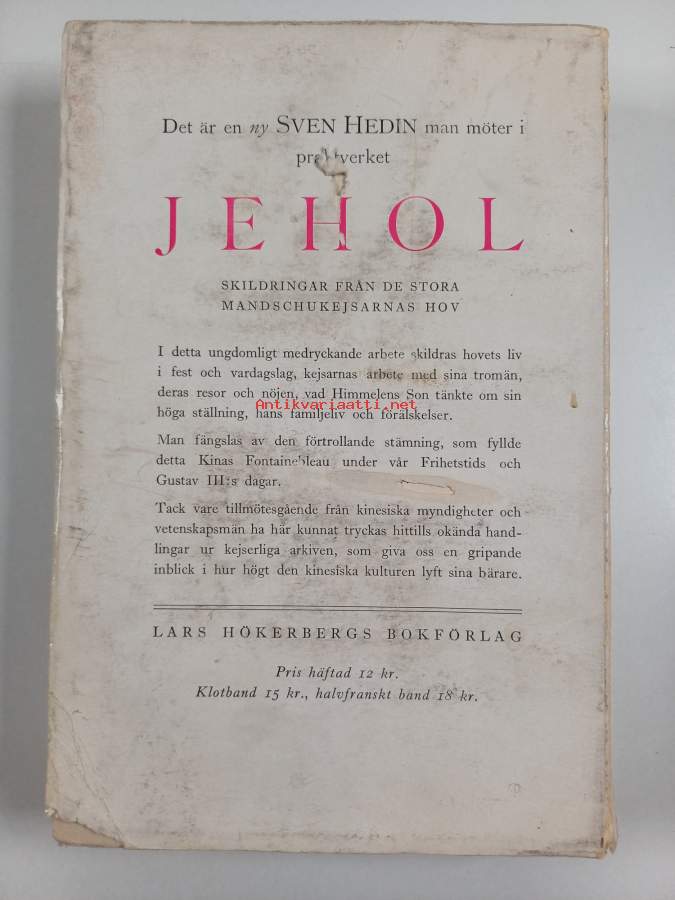 Det är en ny SVEN HEDIN man möter i
praktverket
JEHOL
SKILDRINGAR FRÅN DE STORA
MANDSCHUKEJSARNAS HOV
I detta ungdomligt medryckande arbete skildras hovets liv
i fest och vardagslag, kejsarnas arbete med sina tromän,
deras resor och nöjen, vad Himmelens Son tänkte om sin
Antikvariaatti.net
höga ställning, hans familjeliv och förälskelser.
Man fängslas av den förtrollande stämning, som fyllde
detta Kinas Fontainebleau under vår Frihetstids och
Gustav III:s dagar.
Tack vare tillmötesgående från kinesiska myndigheter och
vetenskapsmän ha här kunnat tryckas hittills okända hand-
lingar ur kejserliga arkiven, som giva oss en gripande
inblick i hur högt den kinesiska kulturen lyft sina bärare.
LARS HÖKERBERGS BOKFÖRLAG
Pris häftad 12 kr.
Klotband 15 kr., halvfranskt band 18 kr.